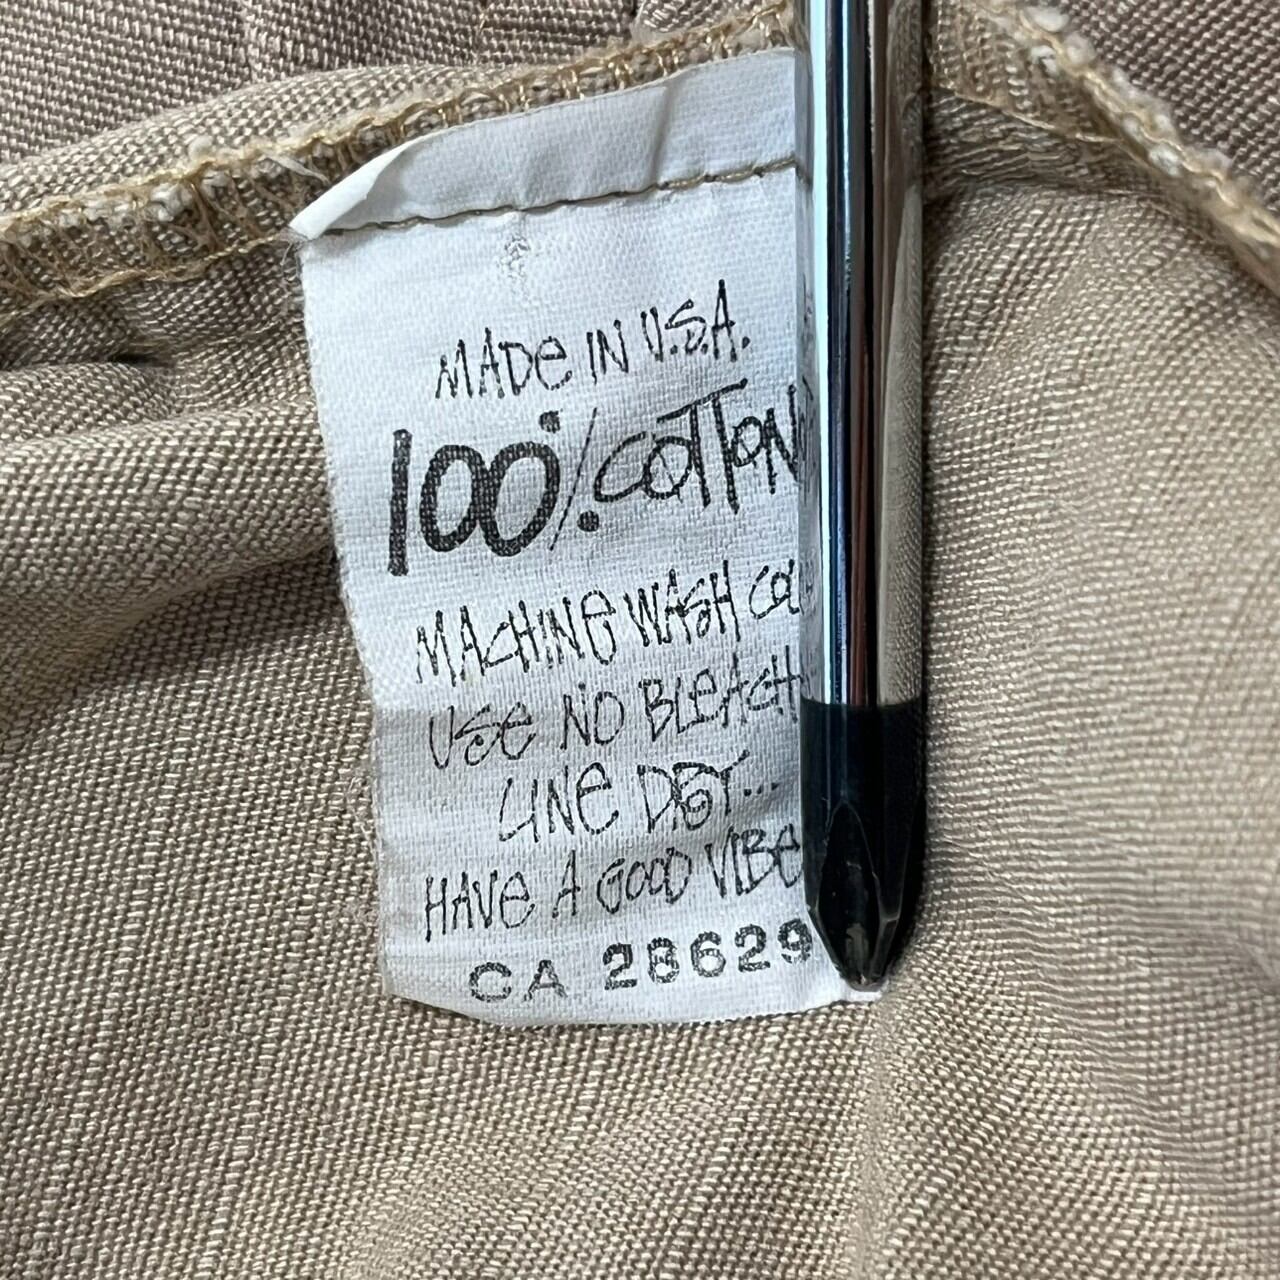 MADE IN U.S.A.
100% COTTON
MACHINE WASH
USE NO BLEACH
LINE DRY...
HAVE A GOOD VIBE
CA 28629